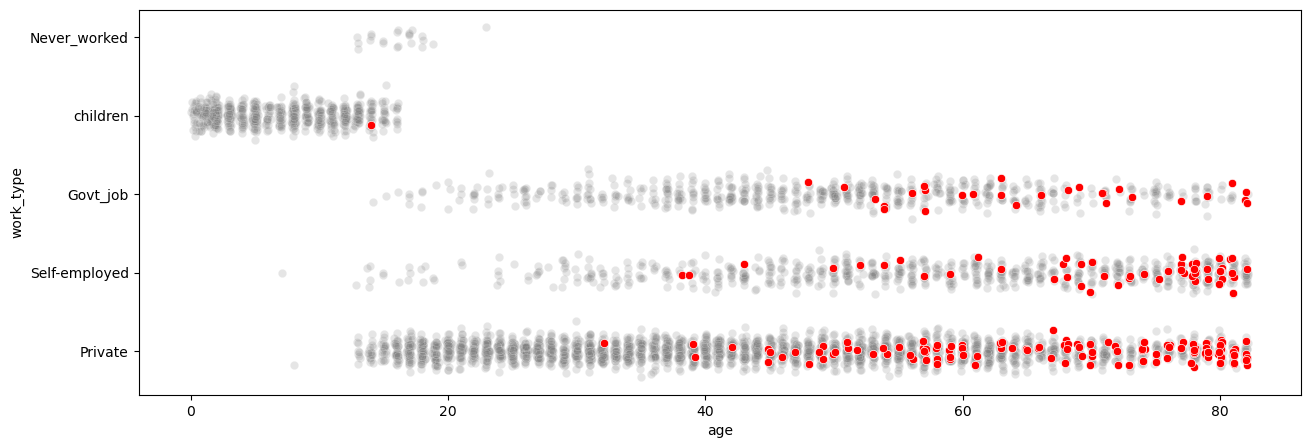 Never_worked
children
Govt_job
Self-employed
Private
work_type
0 20 40 60 80
age